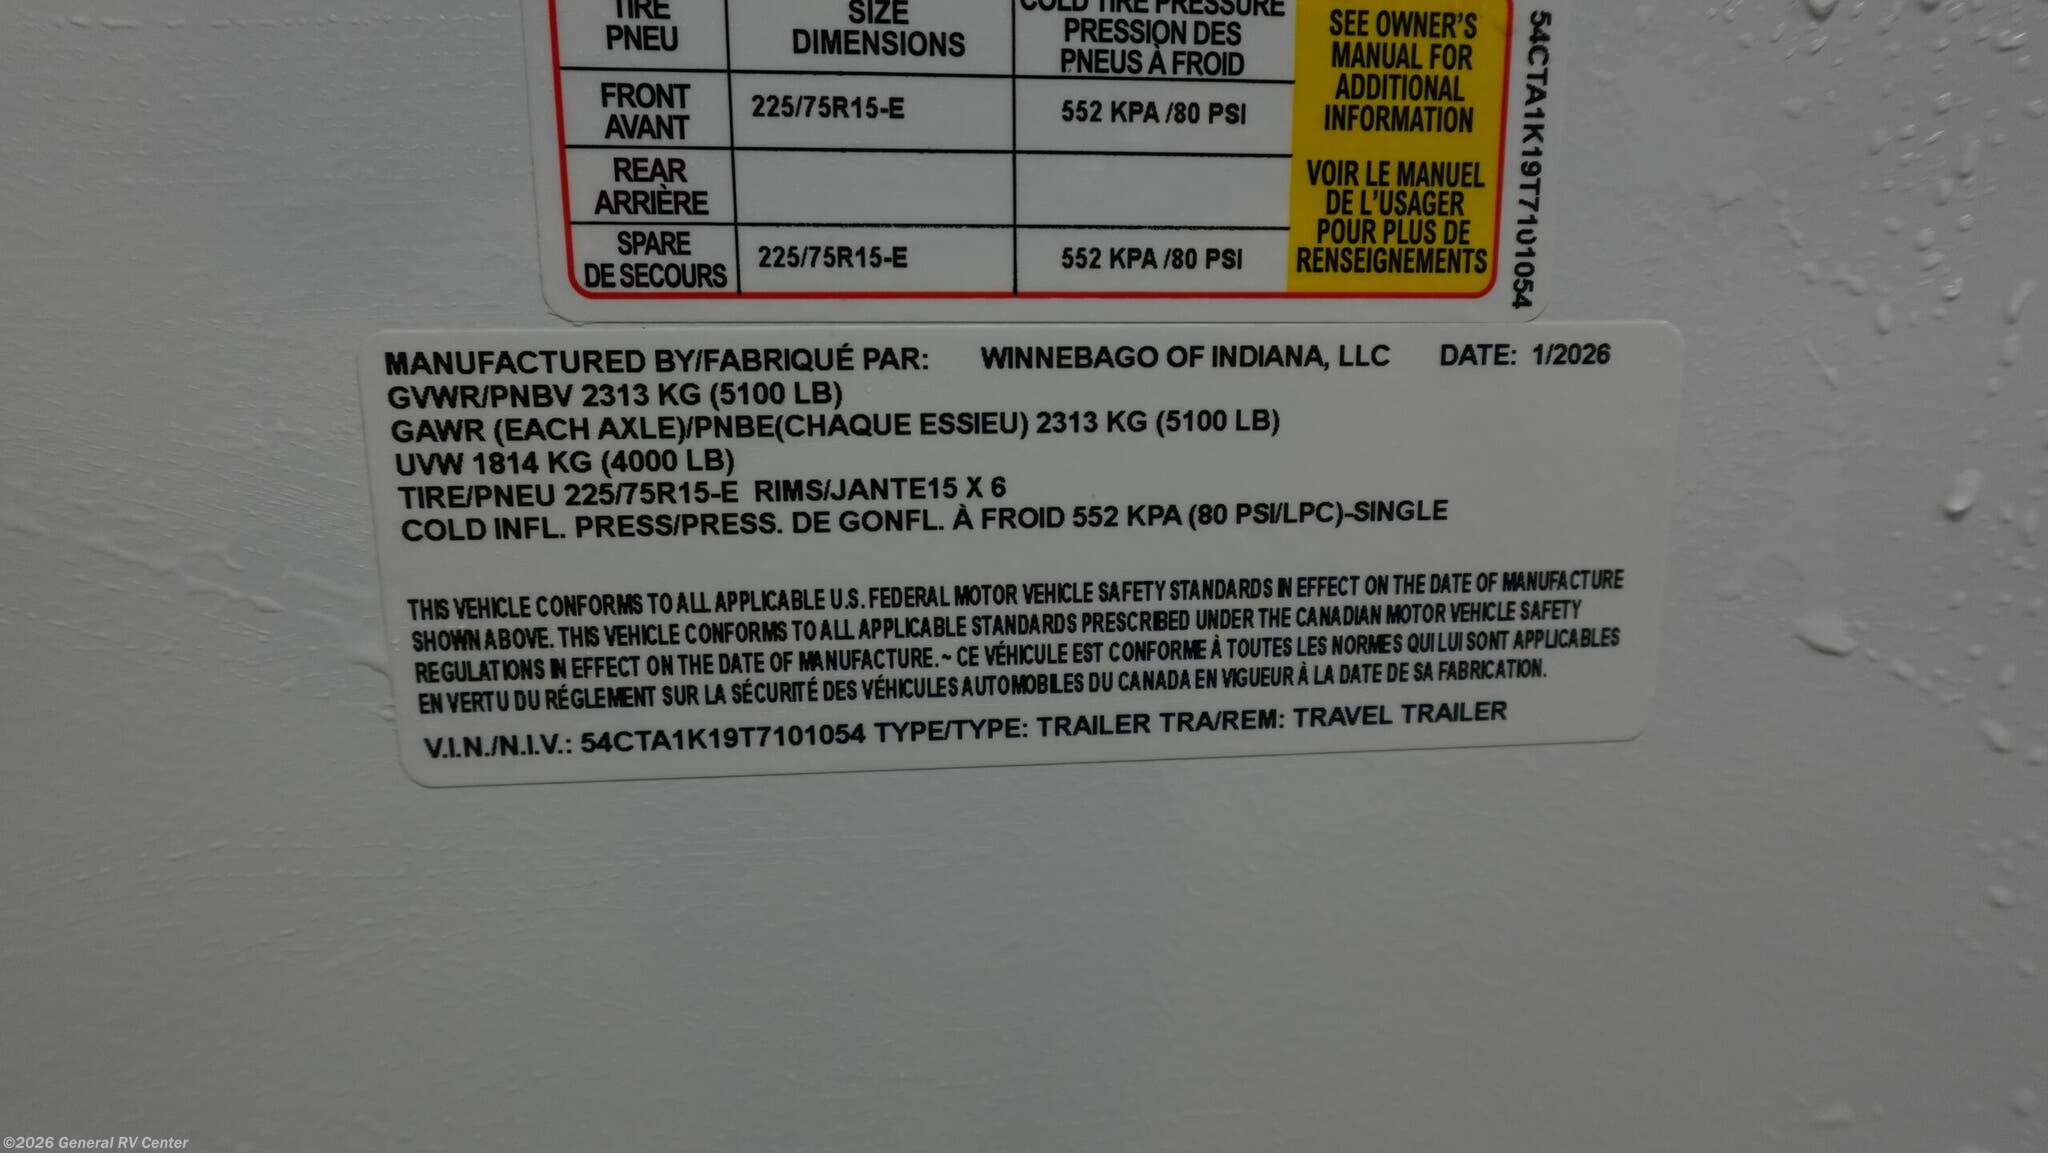 TIRE SIZE COLD TIRE PRESSURE
PNEU DIMENSIONS PRESSION DES
PNEUS À FROID
FRONT 225/75R15-E 552 KPA /80 PSI
AVANT
REAR
ARRIÈRE
SPARE 225/75R15-E 552 KPA /80 PSI
DE SECOURS
SEE OWNER'S
MANUAL FOR
ADDITIONAL
INFORMATION
VOIR LE MANUEL
DE L'USAGER
POUR PLUS DE
RENSEIGNEMENTS
54CTA1K19T7101054
MANUFACTURED BY/FABRIQUÉ PAR: WINNEBAGO OF INDIANA, LLC DATE: 1/2026
GVWR/PNBV 2313 KG (5100 LB)
GAWR (EACH AXLE)/PNBE(CHAQUE ESSIEU) 2313 KG (5100 LB)
UVW 1814 KG (4000 LB)
TIRE/PNEU 225/75R15-E RIMS/JANTE15 X 6
COLD INFL. PRESS/PRESS. DE GONFL. À FROID 552 KPA (80 PSI/LPC)-SINGLE
THIS VEHICLE CONFORMS TO ALL APPLICABLE U.S. FEDERAL MOTOR VEHICLE SAFETY STANDARDS IN EFFECT ON THE DATE OF MANUFACTURE
SHOWN ABOVE. THIS VEHICLE CONFORMS TO ALL APPLICABLE STANDARDS PRESCRIBED UNDER THE CANADIAN MOTOR VEHICLE SAFETY
REGULATIONS IN EFFECT ON THE DATE OF MANUFACTURE. ~ CE VÉHICULE EST CONFORME À TOUTES LES NORMES QUI LUI SONT APPLICABLES
EN VERTU DU RÉGLEMENT SUR LA SÉCURITÉ DES VÉHICULES AUTOMOBILES DU CANADA EN VIGUEUR À LA DATE DE SA FABRICATION.
V.I.N./N.I.V.: 54CTA1K19T7101054 TYPE/TYPE: TRAILER TRA/REM: TRAVEL TRAILER
©2026 General RV Center